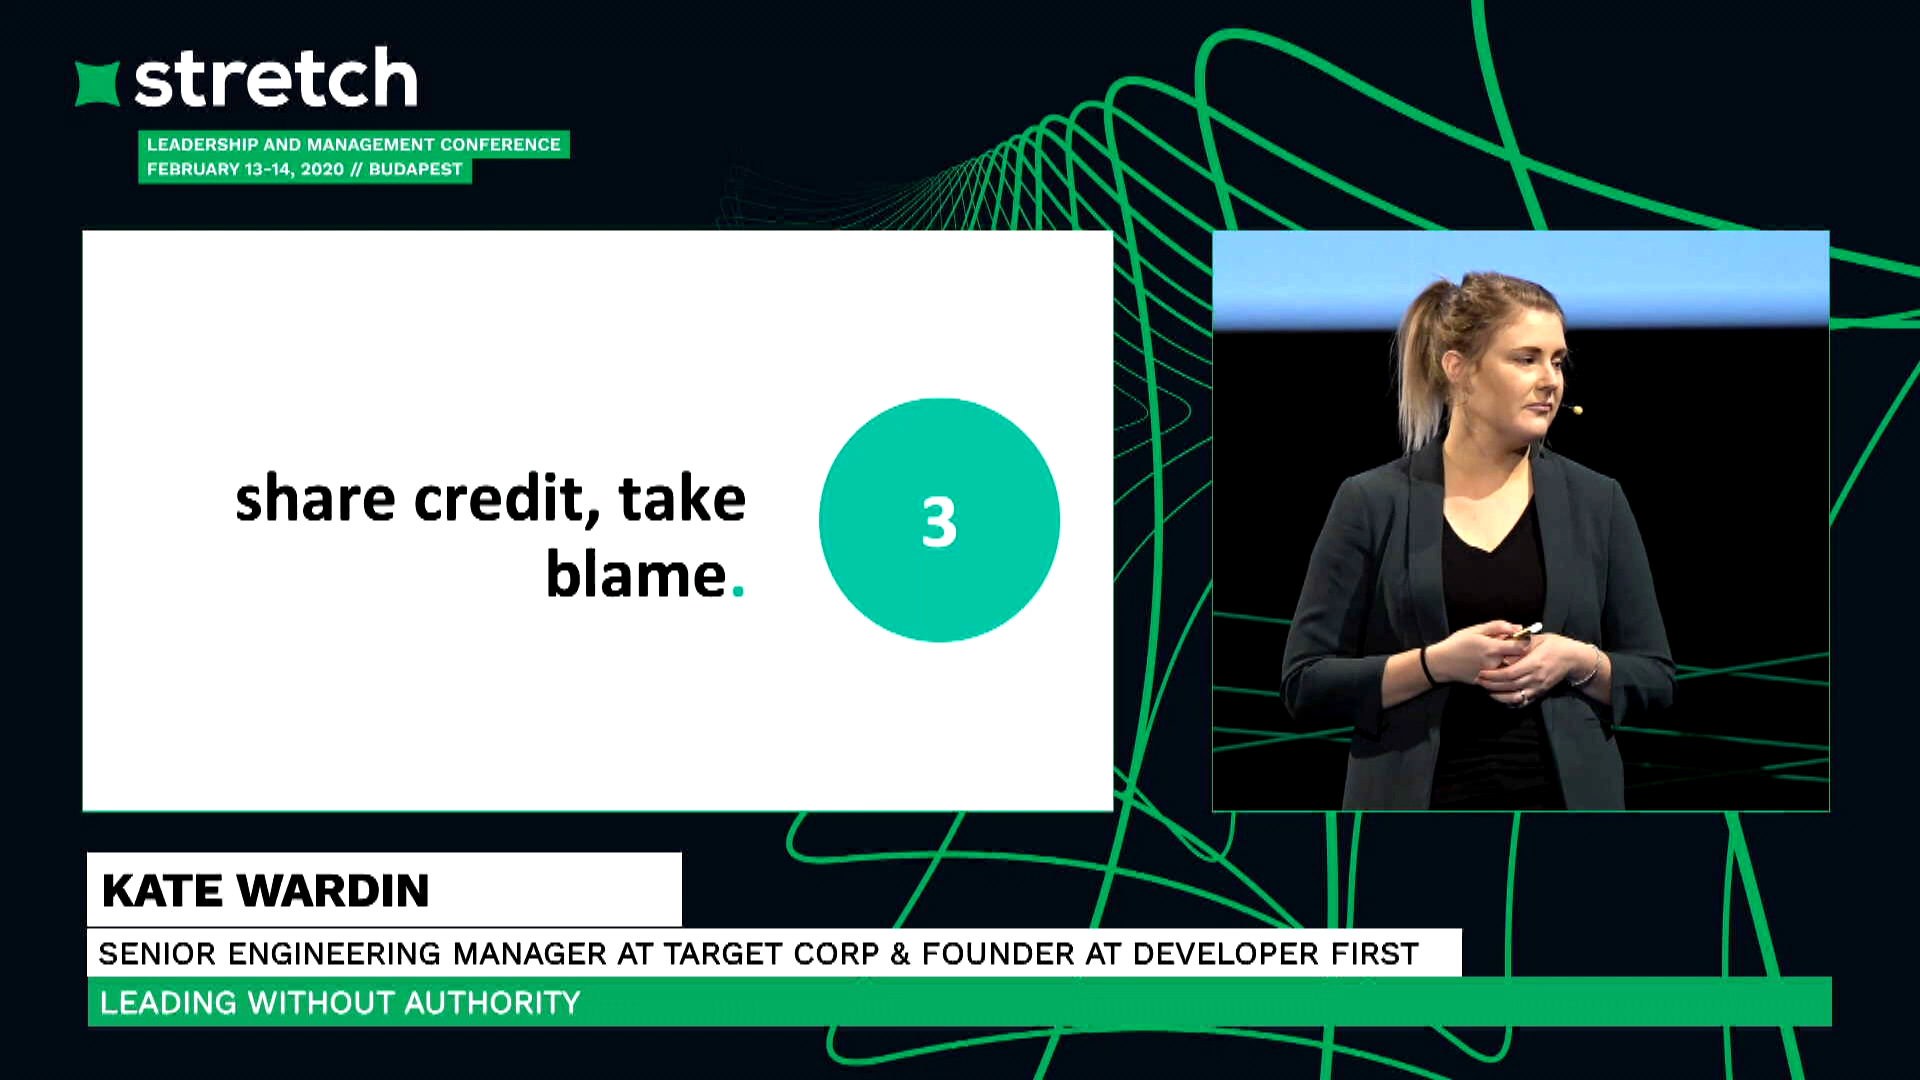 stretch
LEADERSHIP AND MANAGEMENT CONFERENCE
FEBRUARY 13-14, 2020 // BUDAPEST
share credit, take
blame.
3
KATE WARDIN
SENIOR ENGINEERING MANAGER AT TARGET CORP & FOUNDER AT DEVELOPER FIRST
LEADING WITHOUT AUTHORITY